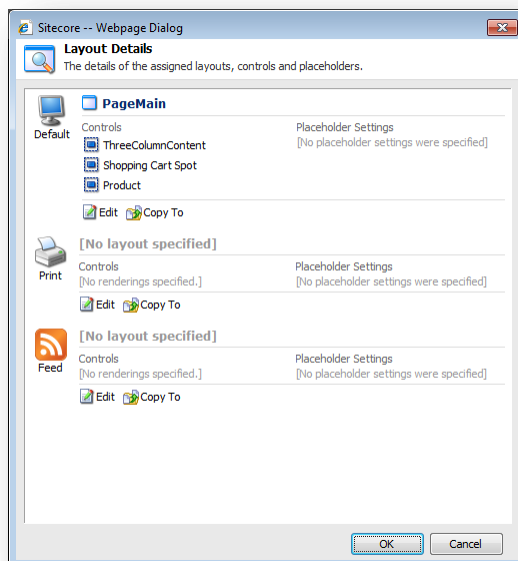 Sitecore -- Webpage Dialog
Layout Details
The details of the assigned layouts, controls and placeholders.
Default
PageMain
Controls
Placeholder Settings
ThreeColumnContent
[No placeholder settings were specified]
Shopping Cart Spot
Product
Edit Copy To
Print
[No layout specified]
Controls
Placeholder Settings
[No renderings specified.]
[No placeholder settings were specified]
Edit Copy To
Feed
[No layout specified]
Controls
Placeholder Settings
[No renderings specified.]
[No placeholder settings were specified]
Edit Copy To
OK
Cancel